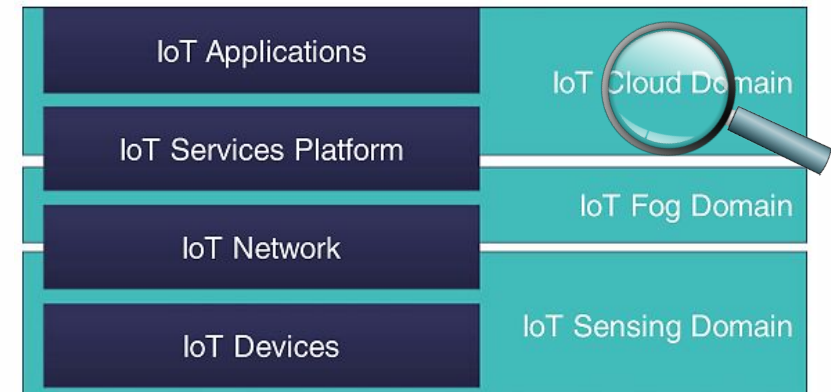 IoT Applications
IoT Cloud Domain
IoT Services Platform
IoT Fog Domain
IoT Network
IoT Sensing Domain
IoT Devices